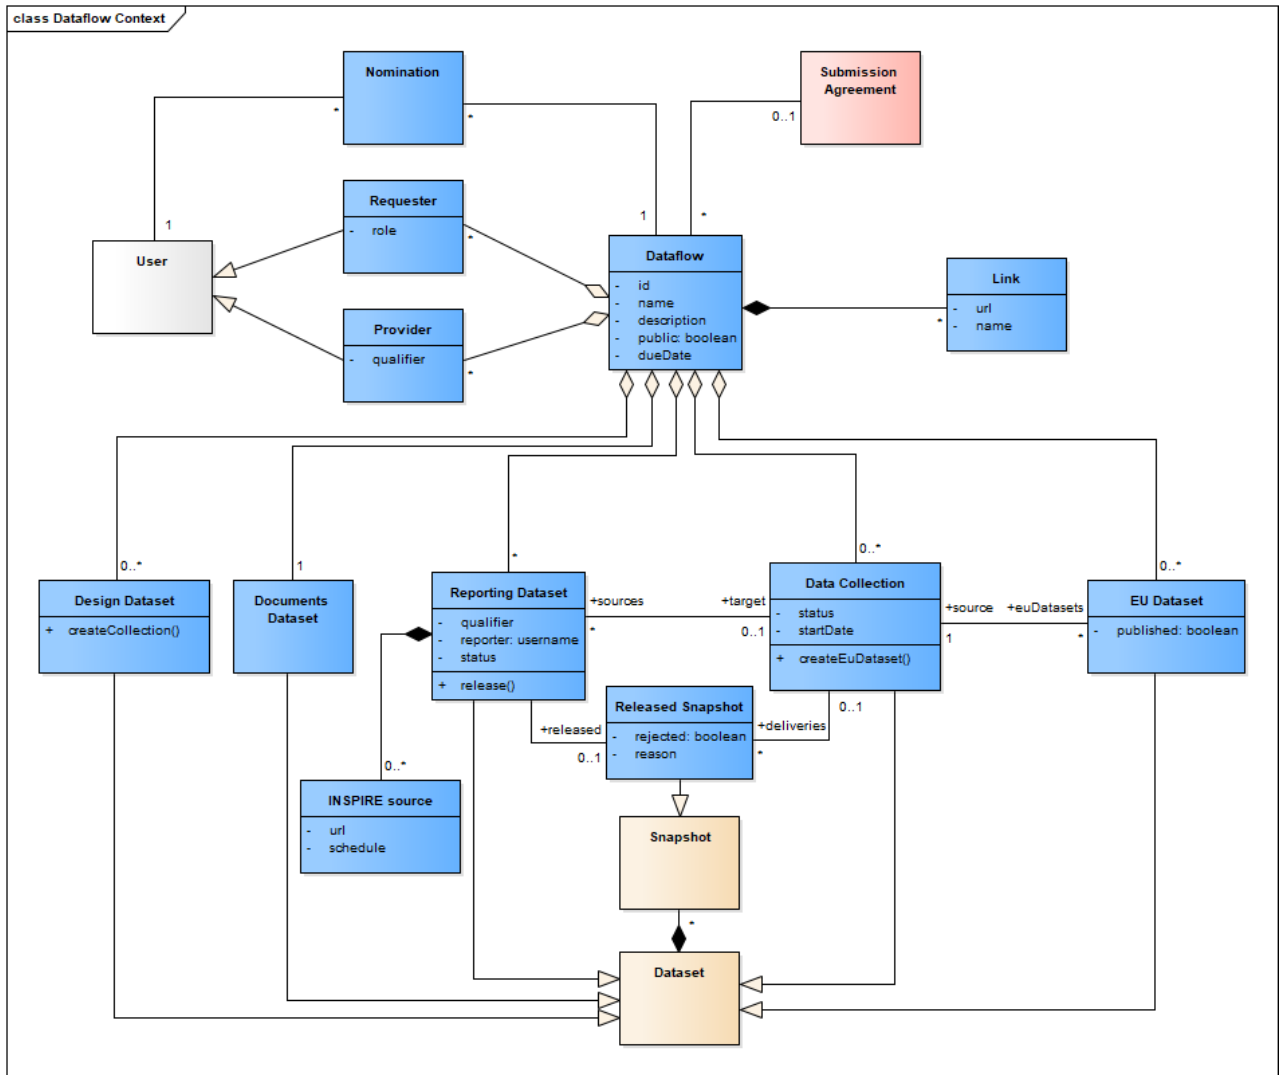 class Dataflow Context
Nomination
Submission
Agreement
*
*
0..1
1
1
*
Requester
- role
*
User
Dataflow
- id
- name
- description
- public: boolean
- dueDate
Link
- url
- name
*
Provider
- qualifier
*
0..*
1
*
0..*
0..*
Design Dataset
+ createCollection()
Documents
Dataset
Reporting Dataset
- qualifier
- reporter: username
- status
+ release()
+sources
*
+target
0..1
Data Collection
- status
- startDate
+ createEuDataset()
+source
1
+euDatasets
*
EU Dataset
- published: boolean
+released
0..1
Released Snapshot
- rejected: boolean
- reason
0..1
+deliveries
*
0..*
INSPIRE source
- url
- schedule
Snapshot
*
Dataset